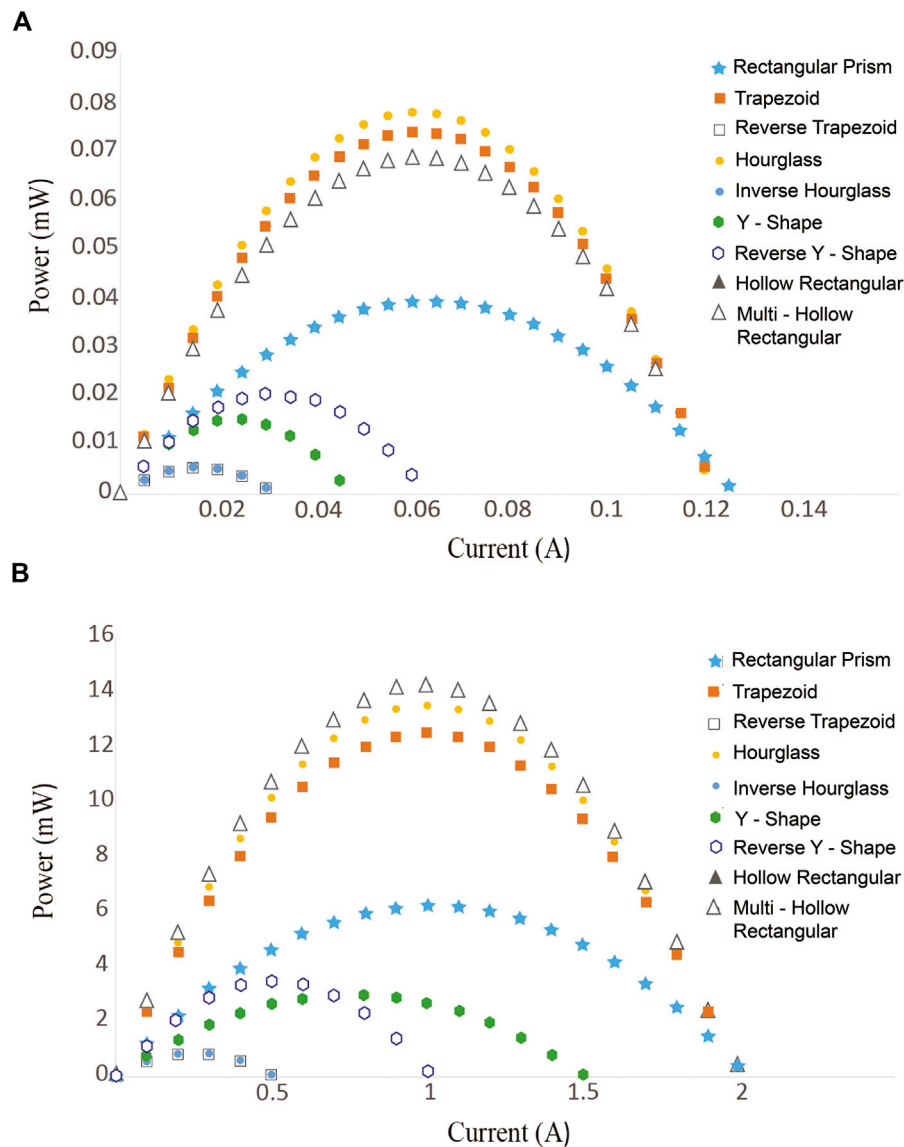 A
0.09
0.08
0.07
0.06
0.05
0.04
0.03
0.02
0.01
0
Power (mW)
0.02
0.04
0.06
0.08
0.1
0.12
0.14
Current (A)
Rectangular Prism
Trapezoid
Reverse Trapezoid
Hourglass
Inverse Hourglass
Y - Shape
Reverse Y - Shape
Hollow Rectangular
Multi - Hollow
Rectangular
B
16
14
12
10
8
6
4
2
0
Power (mW)
0.5
1
1.5
2
Current (A)
Rectangular Prism
Trapezoid
Reverse Trapezoid
Hourglass
Inverse Hourglass
Y - Shape
Reverse Y - Shape
Hollow Rectangular
Multi - Hollow
Rectangular